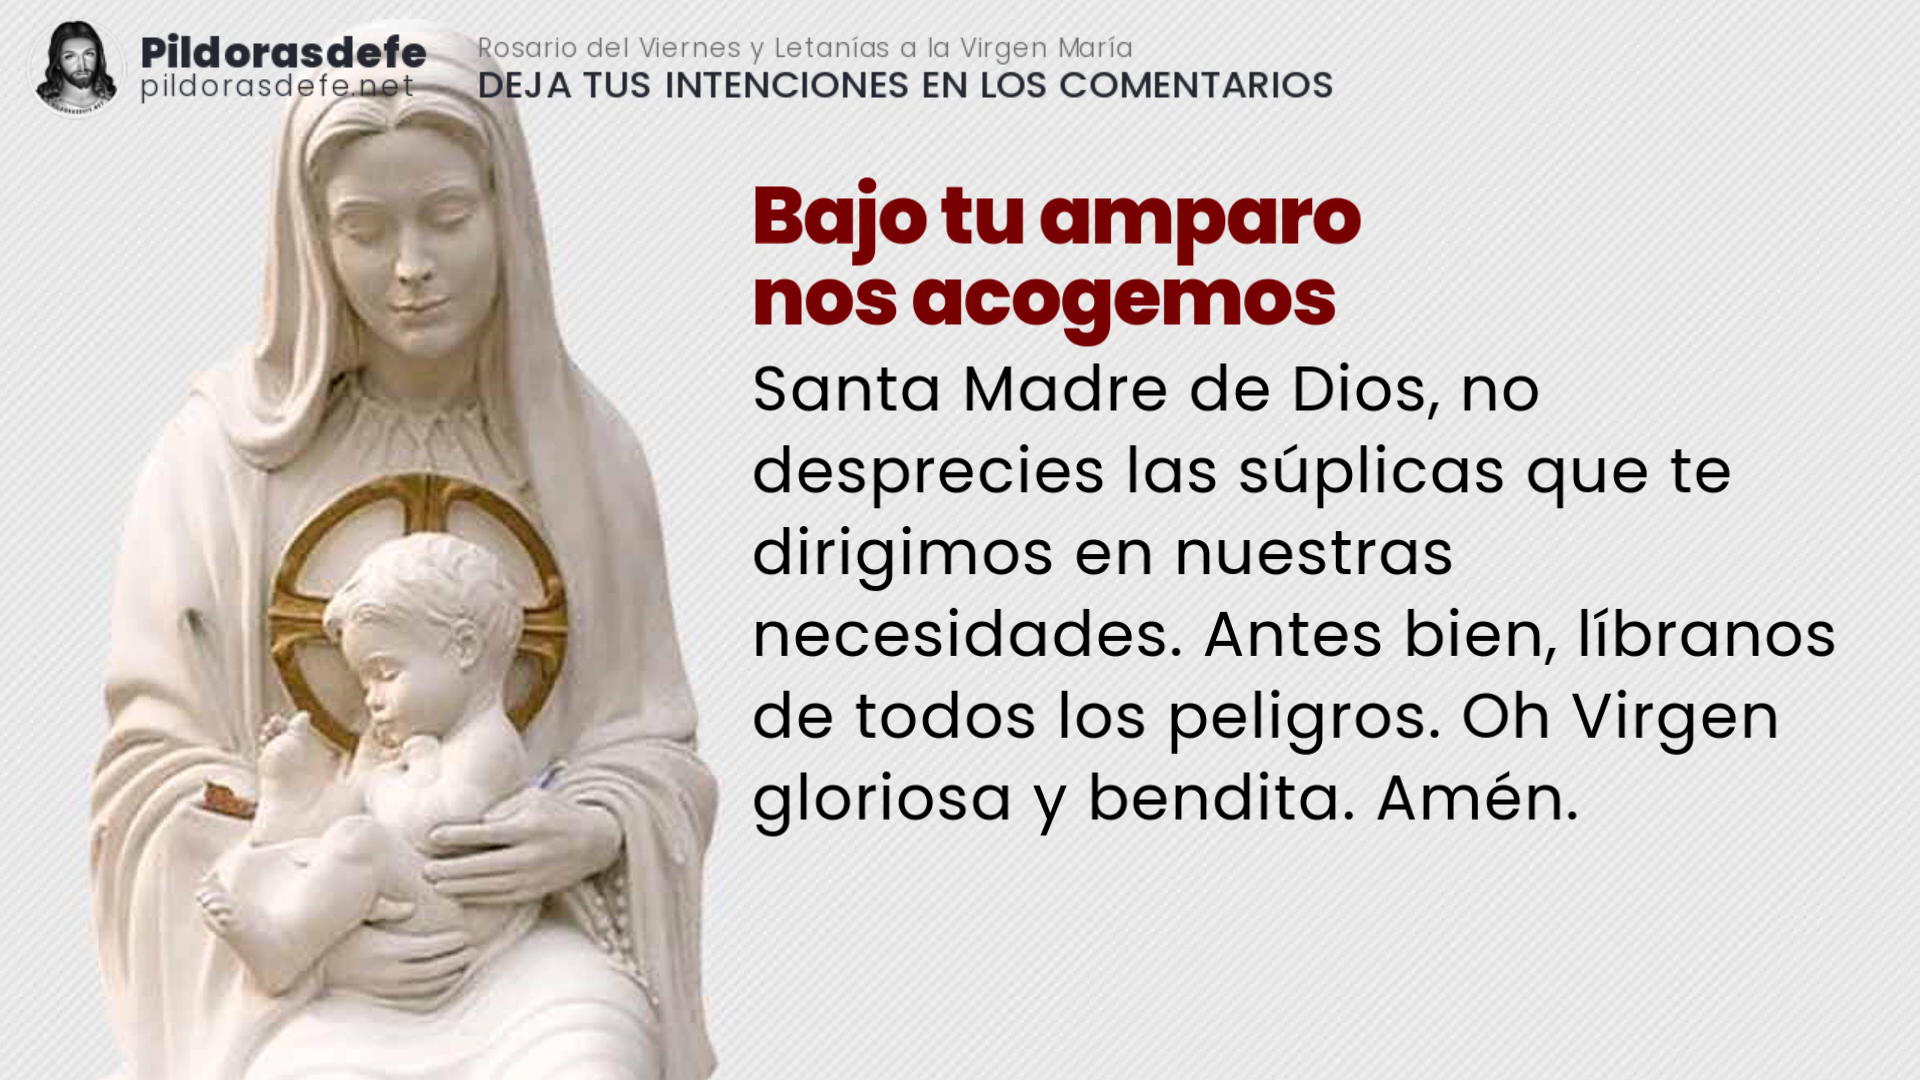 Pildorasdefe
pildorasdefe.net
Rosario del Viernes y Letanías a la Virgen María
DEJA TUS INTENCIONES EN LOS COMENTARIOS
Bajo tu amparo
nos acogemos
Santa Madre de Dios, no
desprecies las súplicas que te
dirigimos en nuestras
necesidades. Antes bien, líbranos
de todos los peligros. Oh Virgen
gloriosa y bendita. Amén.